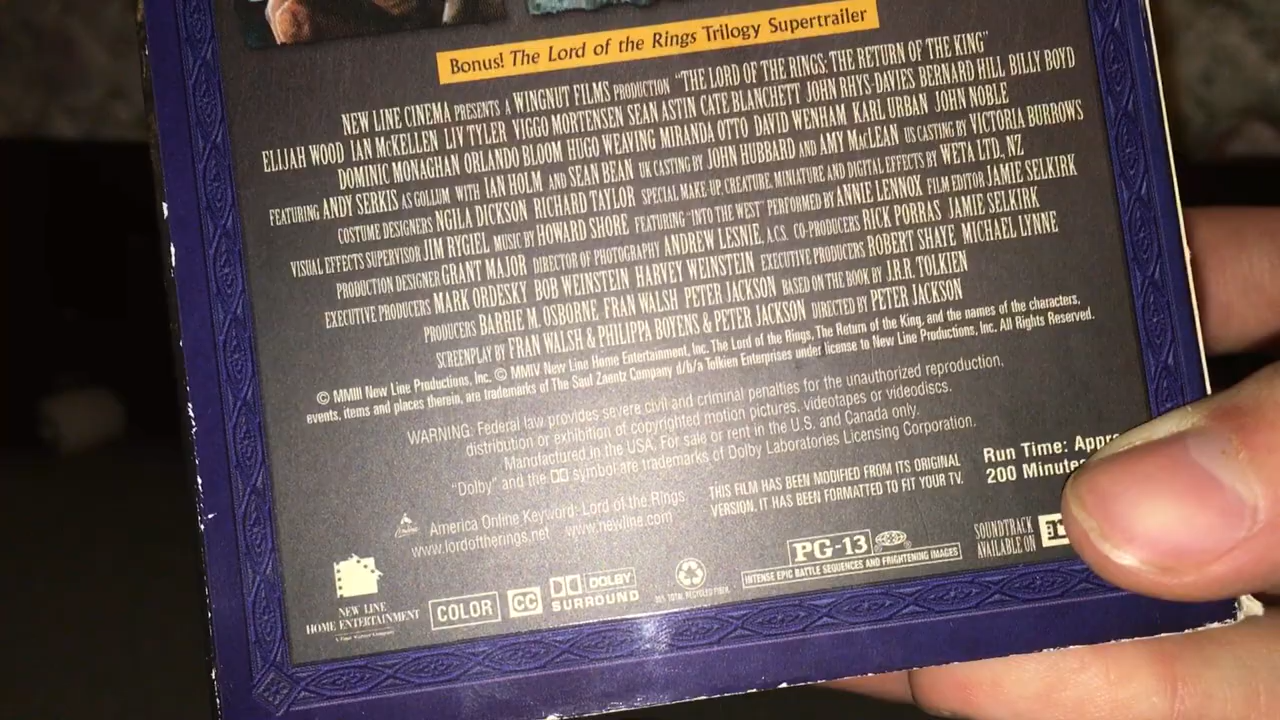 Bonus! The Lord of the Rings Trilogy Supertrailer
NEW LINE CINEMA PRESENTS A WINGNUT FILMS PRODUCTION "THE LORD OF THE RINGS: THE RETURN OF THE KING"
ELIJAH WOOD IAN McKELLEN LIV TYLER VIGGO MORTENSEN SEAN ASTIN CATE BLANCHETT JOHN RHYS-DAVIES BERNARD HILL BILLY BOYD
DOMINIC MONAGHAN ORLANDO BLOOM HUGO WEAVING MIRANDA OTTO DAVID WENHAM KARL URBAN JOHN NOBLE
FEATURING ANDY SERKIS AS GOLLUM WITH IAN HOLM AND SEAN BEAN UK CASTING BY JOHN HUBBARD AND AMY MacLEAN US CASTING BY VICTORIA BURROWS
COSTUME DESIGNERS NGILA DICKSON RICHARD TAYLOR SPECIAL MAKE-UP, CREATURE, MINIATURE AND DIGITAL EFFECTS BY WETA LTD, NZ
VISUAL EFFECTS SUPERVISOR JIM RYGIEL MUSIC BY HOWARD SHORE FEATURING "INTO THE WEST" PERFORMED BY ANNIE LENNOX FILM EDITOR JAMIE SELKIRK
PRODUCTION DESIGNER GRANT MAJOR DIRECTOR OF PHOTOGRAPHY ANDREW LESNIE, A.C.S. CO-PRODUCERS RICK PORRAS JAMIE SELKIRK
EXECUTIVE PRODUCERS MARK ORDESKY BOB WEINSTEIN HARVEY WEINSTEIN EXECUTIVE PRODUCERS ROBERT SHAYE MICHAEL LYNNE
PRODUCERS BARRIE M. OSBORNE FRAN WALSH PETER JACKSON BASED ON THE BOOK BY J.R.R. TOLKIEN
SCREENPLAY BY FRAN WALSH & PHILIPPA BOYENS & PETER JACKSON DIRECTED BY PETER JACKSON
© MMIII New Line Productions, Inc. © MMIV New Line Home Entertainment, Inc. The Lord of the Rings, The Return of the King, and the names of the characters,
events, items and places therein, are trademarks of The Saul Zaentz Company d/b/a Tolkien Enterprises under license to New Line Productions, Inc. All Rights Reserved.
WARNING: Federal law provides severe civil and criminal penalties for the unauthorized reproduction,
distribution or exhibition of copyrighted motion pictures, videotapes or videodiscs.
Manufactured in the USA. For sale or rent in the U.S. and Canada only.
"Dolby" and the symbol are trademarks of Dolby Laboratories Licensing Corporation.
Run Time: Appr
200 Minutes
America Online Keyword: Lord of the Rings
www.lordoftherings.net www.newline.com
THIS FILM HAS BEEN MODIFIED FROM ITS ORIGINAL
VERSION. IT HAS BEEN FORMATTED TO FIT YOUR TV.
NEW LINE
HOME ENTERTAINMENT
A Time Warner Company
COLOR
CC
DOLBY
SURROUND
PG-13
INTENSE EPIC BATTLE SEQUENCES AND FRIGHTENING IMAGES
SOUNDTRACK
AVAILABLE ON